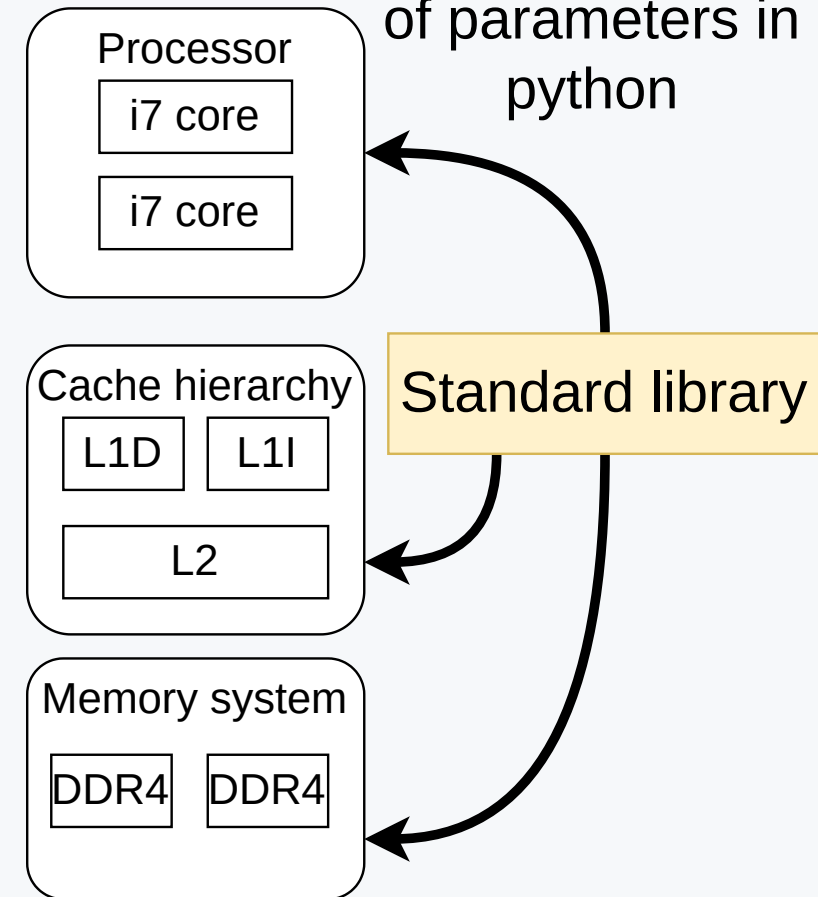 of parameters in
python
Processor
i7 core
i7 core
Standard library
Cache hierarchy
L1D L1I
L2
Memory system
DDR4 DDR4